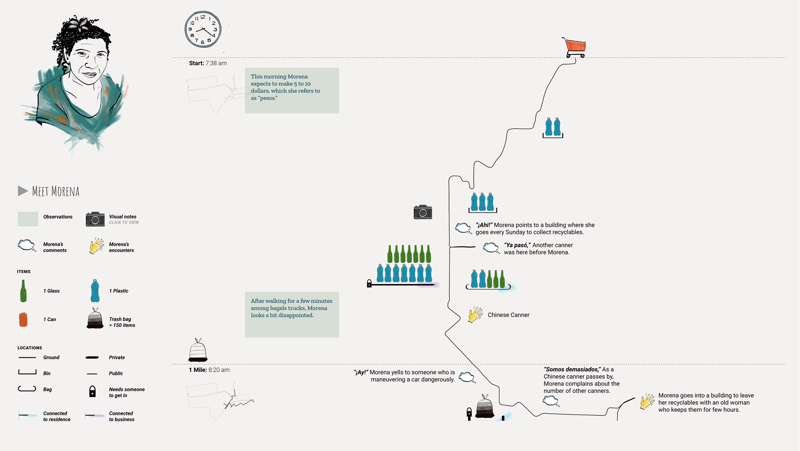 Start: 7:38 am
This morning Morena
expects to make 5 to 10
dollars, which she refers to
as "pesos."
MEET MORENA
Observations
Visual notes
CLICK TO VIEW
Morena's
comments
Morena's
encounters
ITEMS
1 Glass
1 Plastic
1 Can
Trash bag
= 150 items
LOCATIONS
Ground
Private
Bin
Public
Bag
Needs someone
to get in
Connected
to residence
Connected
to business
"¡Ahí!" Morena points to a building where she
goes every Sunday to collect recyclables.
"Ya pasó," Another canner
was here before Morena.
After walking for a few minutes
among bagels trucks, Morena
looks a bit disappointed.
Chinese Canner
1 Mile: 8:20 am
"¡Ay!" Morena yells to someone who is
maneuvering a car dangerously.
"Somos demasiados," As a
Chinese canner passes by,
Morena complains about the
number of other canners.
Morena goes into a building to leave
her recyclables with an old woman
who keeps them for few hours.